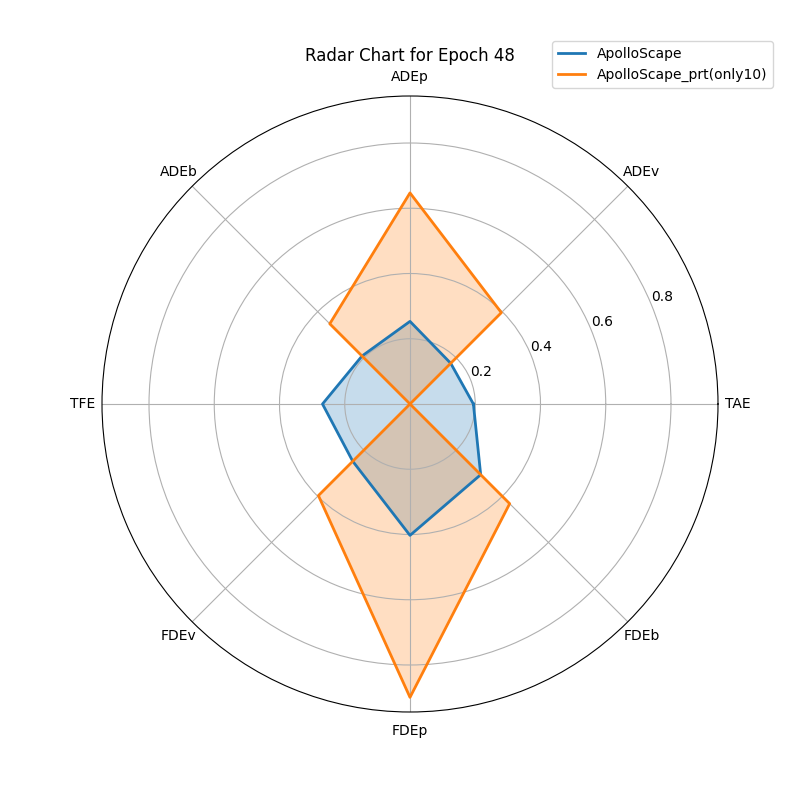 ApolloScape
ApolloScape_prt(only10)
Radar Chart for Epoch 48
ADEp
ADEb
ADEv
0.8
0.6
0.4
0.2
TFE
TAE
FDEv
FDEb
FDEp